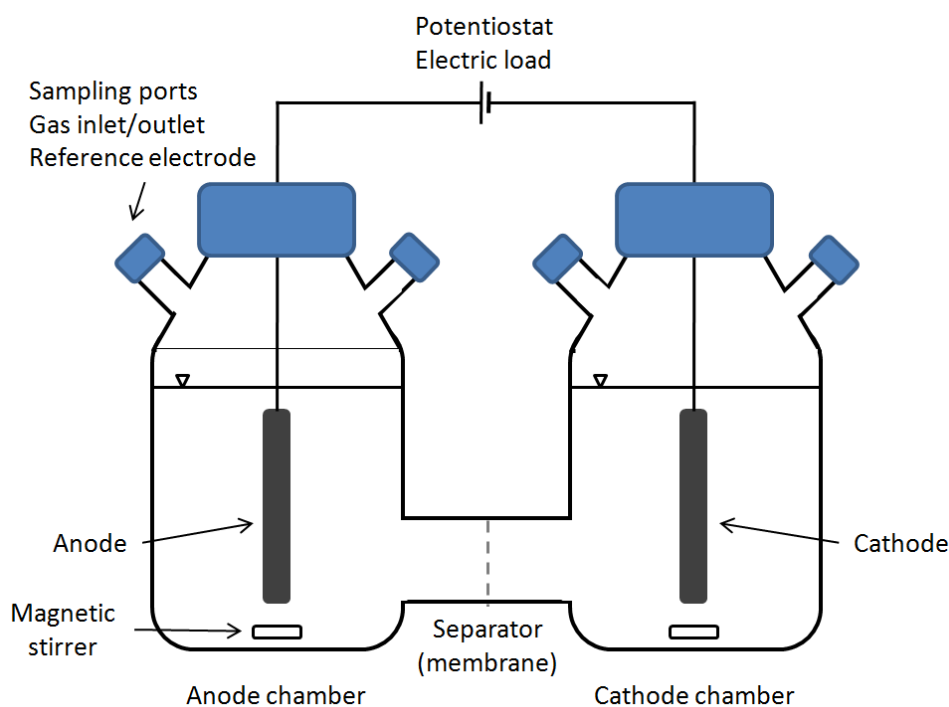 Potentiostat
Electric load
Sampling ports
Gas inlet/outlet
Reference electrode
Anode
Cathode
Magnetic
stirrer
Separator
(membrane)
Anode chamber
Cathode chamber